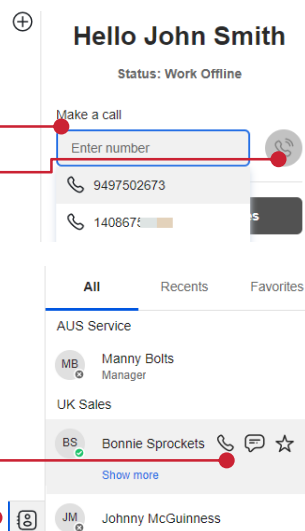 Hello John Smith
Status: Work Offline
Make a call
Enter number
9497502673
140867
s
All Recents Favorites
AUS Service
MB Manny Bolts
Manager
UK Sales
BS Bonnie Sprockets
Show more
JM Johnny McGuinness